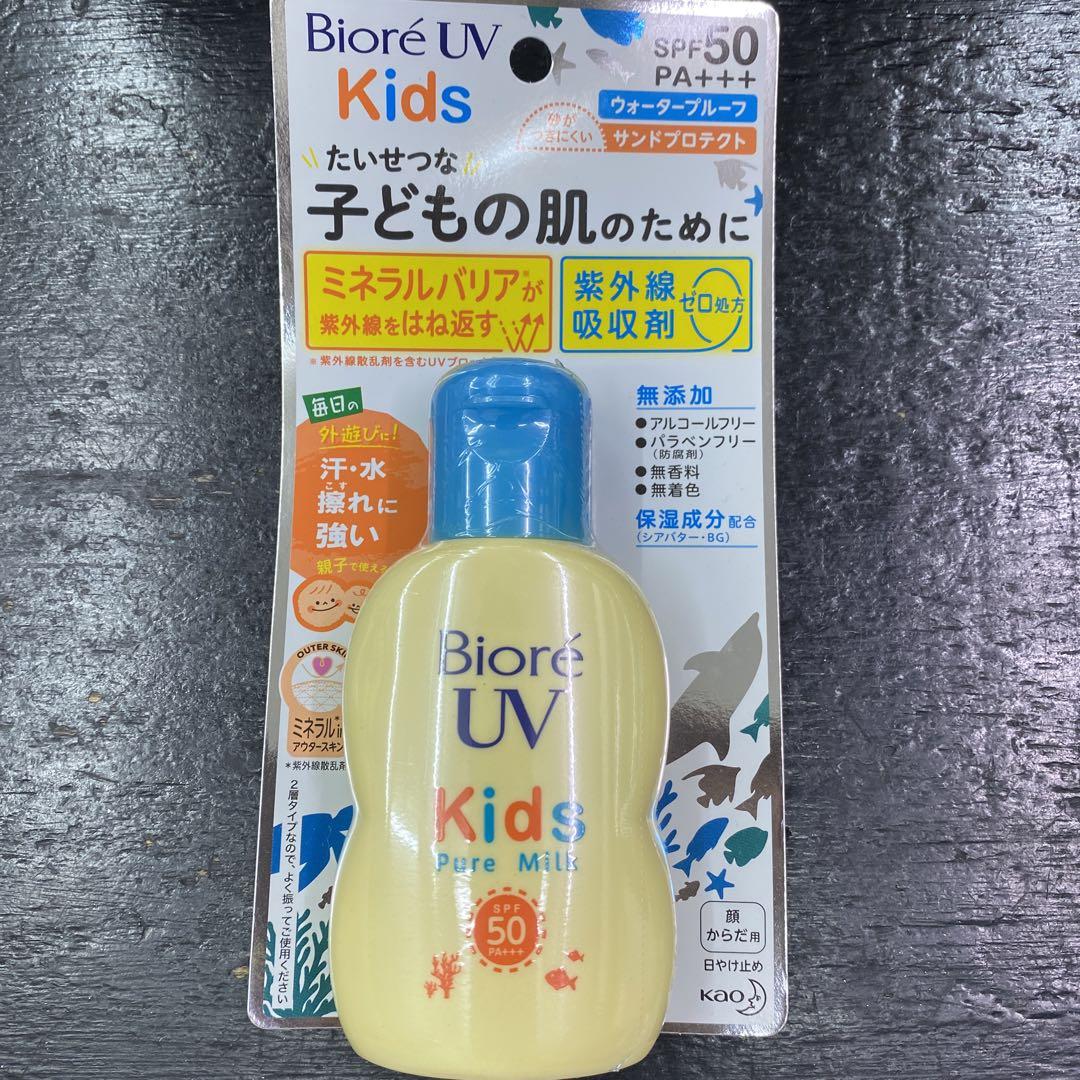 Bioré UV
Kids
SPF50
PA+++
ウォータープルーフ
サンドプロテクト
砂が
つきにくい
たいせつな
子どもの肌のために
ミネラルバリア※が
紫外線をはね返す
紫外線
吸収剤
ゼロ処方
※紫外線散乱剤を含むUVブロッ
毎日の
外遊びに!
汗・水
こす
擦れに
強い
親子で使える
無添加
●アルコールフリー
●パラベンフリー
(防腐剤)
●無香料
●無着色
保湿成分配合
(シアバター・BG)
OUTER SKIN
ミネラル*in
アウタースキン
*紫外線散乱剤
2層タイプなので、よく振ってご使用ください
Bioré
UV
Kids
Pure Milk
SPF
50
PA+++
顔
からだ用
日やけ止め
Kao